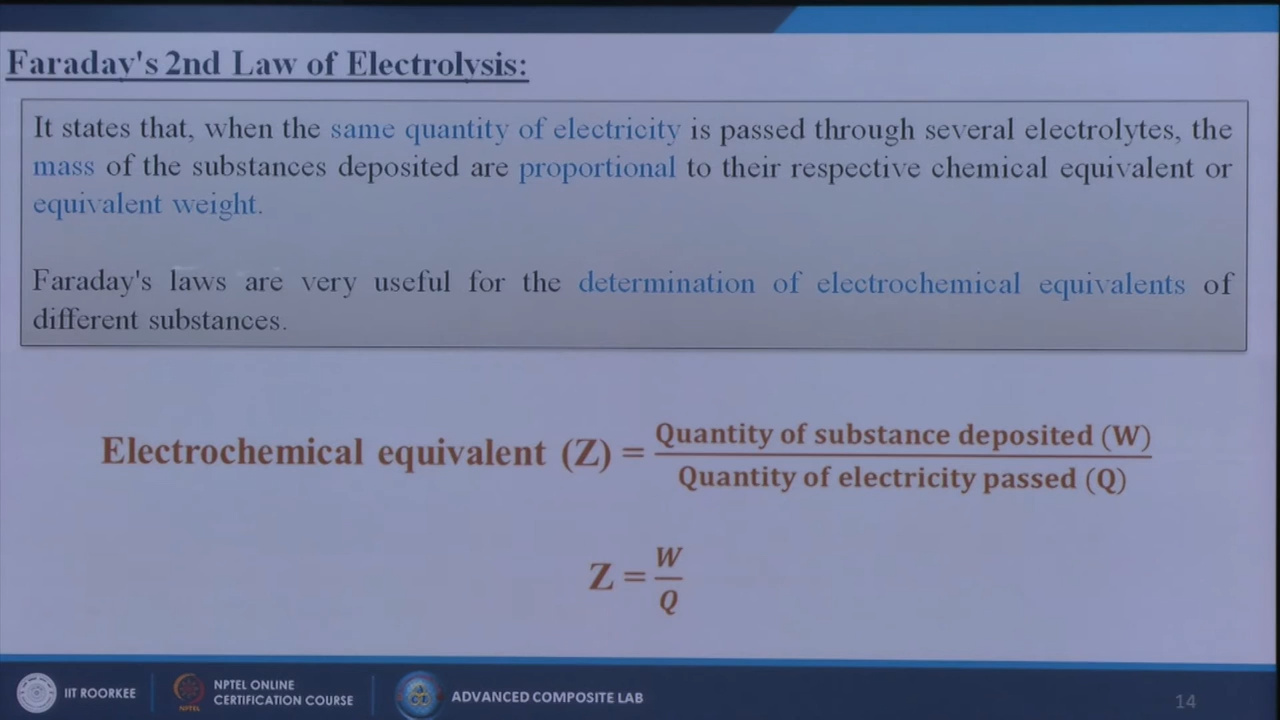 Faraday's 2nd Law of Electrolysis:
It states that, when the same quantity of electricity is passed through several electrolytes, the
mass of the substances deposited are proportional to their respective chemical equivalent or
equivalent weight.
Faraday's laws are very useful for the determination of electrochemical equivalents of
different substances.
Electrochemical equivalent (Z) = Quantity of substance deposited (W) / Quantity of electricity passed (Q)
Z = W / Q
IIT ROORKEE
NPTEL
NPTEL ONLINE
CERTIFICATION COURSE
ADVANCED COMPOSITE LAB
14